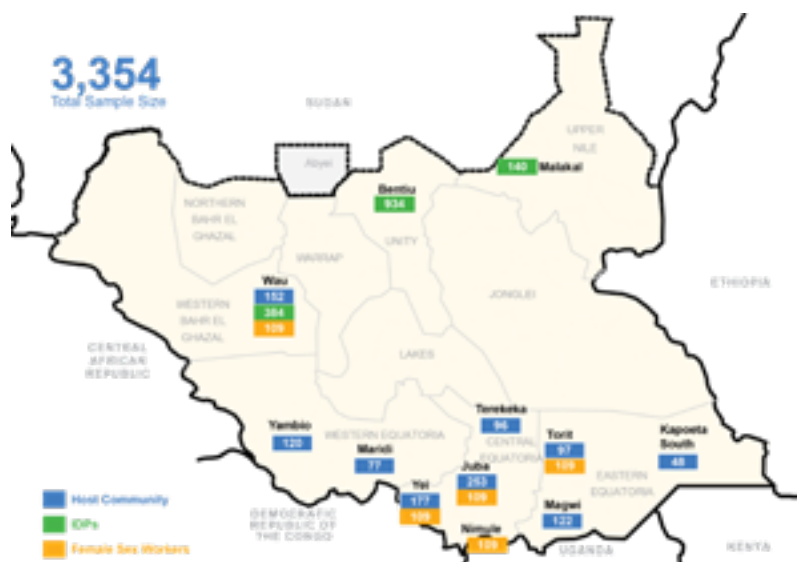 3,354
Total Sample Size
SUDAN
UPPER
NILE
Abyei
140 Malakal
Bentiu
934
NORTHERN
BAHR EL
GHAZAL
UNITY
WARRAP
ETHIOPIA
Wau
152
384
109
JONGLEI
WESTERN
BAHR EL
GHAZAL
CENTRAL
AFRICAN
REPUBLIC
LAKES
Terekeka
96
Yambio
120
WESTERN EQUATORIA
Maridi
77
CENTRAL
EQUATORIA
Torit
97
109
Kapoeta
South
48
Juba
253
109
EASTERN
EQUATORIA
Yei
177
109
Magwi
122
Nimule
109
Host Community
IDPs
Female Sex Workers
DEMOCRATIC
REPUBLIC OF
THE CONGO
UGANDA
KENYA